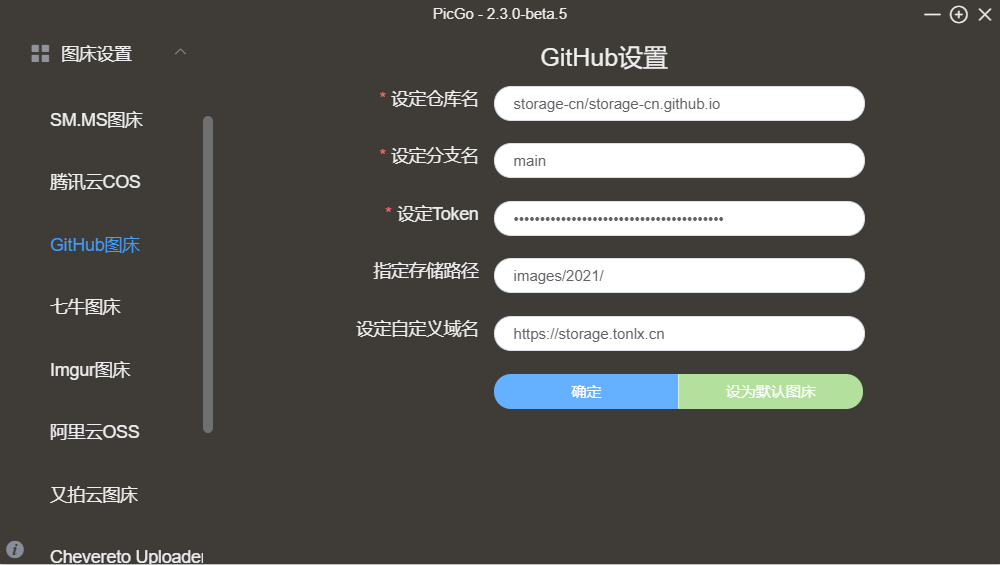 PicGo - 2.3.0-beta.5
图床设置
SM.MS图床
腾讯云COS
GitHub图床
七牛图床
Imgur图床
阿里云OSS
又拍云图床
Chevereto Uploader
GitHub设置
* 设定仓库名
storage-cn/storage-cn.github.io
* 设定分支名
main
* 设定Token
指定存储路径
images/2021/
设定自定义域名
https://storage.tonlx.cn
确定
设为默认图床